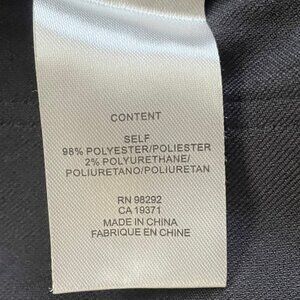 CONTENT
SELF
98% POLYESTER/POLIESTER
2% POLYURETHANE/
POLIURETANO/POLIURETAN
RN 98292
CA 19371
MADE IN CHINA
FABRIQUE EN CHINE